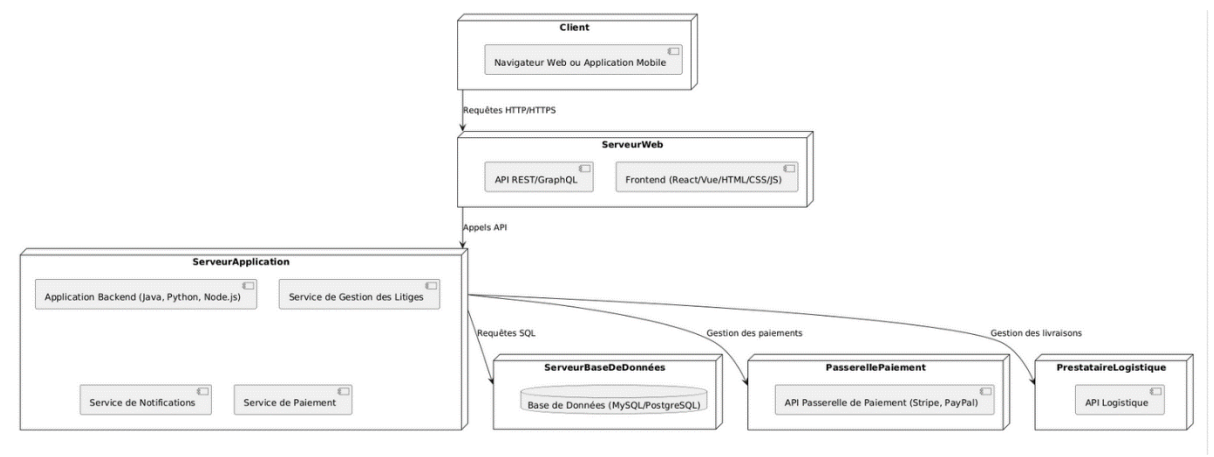 Client
Navigateur Web ou Application Mobile
Requêtes HTTP/HTTPS
ServeurWeb
API REST/GraphQL
Frontend (React/Vue/HTML/CSS/JS)
Appels API
ServeurApplication
Application Backend (Java, Python, Node.js)
Service de Gestion des Litiges
Service de Notifications
Service de Paiement
Requêtes SQL
Gestion des paiements
Gestion des livraisons
ServeurBaseDeDonnées
Base de Données (MySQL/PostgreSQL)
PasserellePaiement
API Passerelle de Paiement (Stripe, PayPal)
PrestataireLogistique
API Logistique